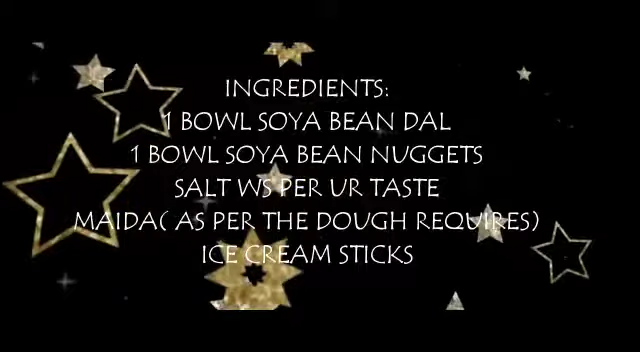 INGREDIENTS:
1 BOWL SOYA BEAN DAL
1 BOWL SOYA BEAN NUGGETS
SALT WS PER UR TASTE
MAIDA( AS PER THE DOUGH REQUIRES)
ICE CREAM STICKS